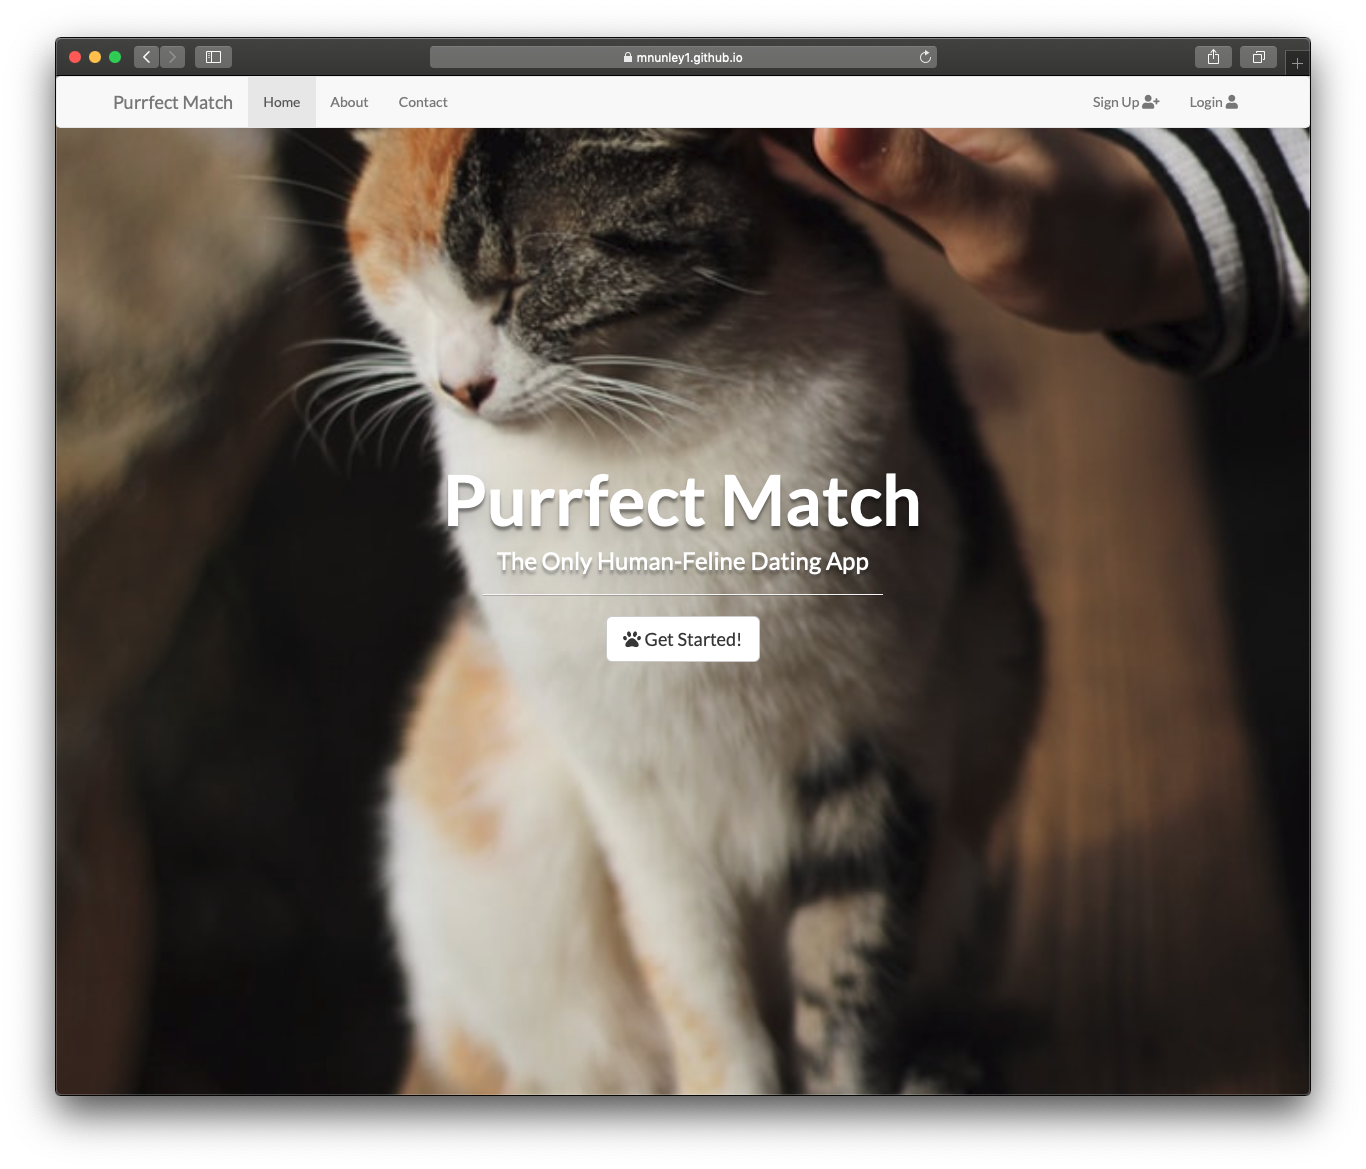 mnunley1.github.io
Purrfect Match Home About Contact Sign Up Login
Purrfect Match
The Only Human-Feline Dating App
Get Started!